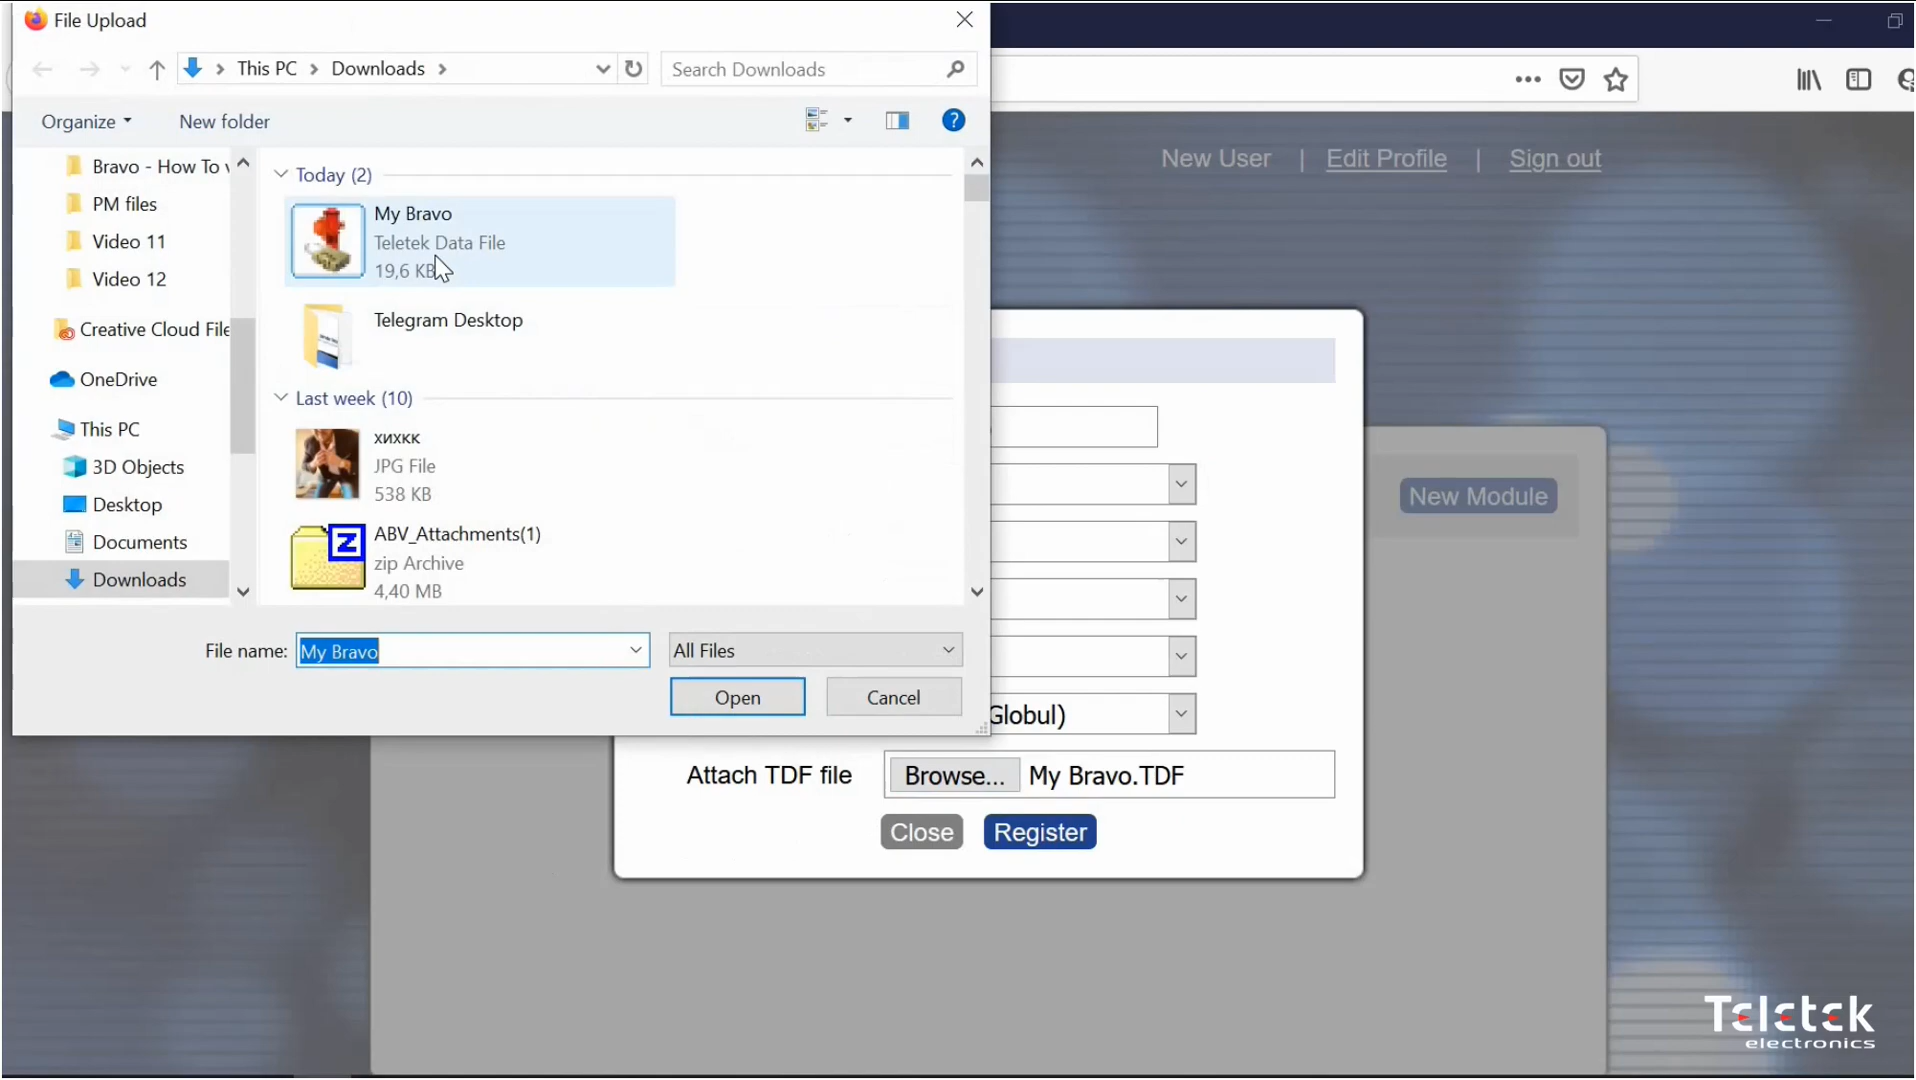 File Upload
This PC
Downloads
Search Downloads
Organize
New folder
Bravo - How To
PM files
Video 11
Video 12
Creative Cloud File
OneDrive
This PC
3D Objects
Desktop
Documents
Downloads
Today (2)
My Bravo
Teletek Data File
19,6 KB
Telegram Desktop
Last week (10)
хихкк
JPG File
538 KB
Z
ABV_Attachments(1)
zip Archive
4,40 MB
File name:
My Bravo
All Files
Open
Cancel
New User | Edit Profile | Sign out
New Module
Globul)
Attach TDF file
Browse... My Bravo.TDF
Close
Register
Teletek
electronics